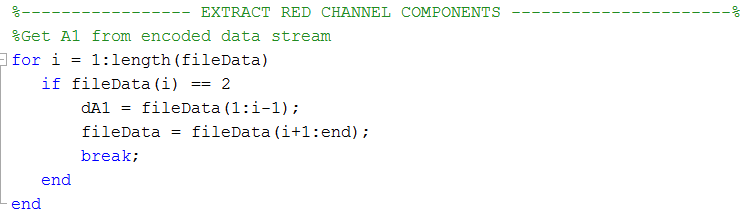 %----------------- EXTRACT RED CHANNEL COMPONENTS ----------------------%
%Get A1 from encoded data stream
for i = 1:length(fileData)
if fileData(i) == 2
dA1 = fileData(1:i-1);
fileData = fileData(i+1:end);
break;
end
end